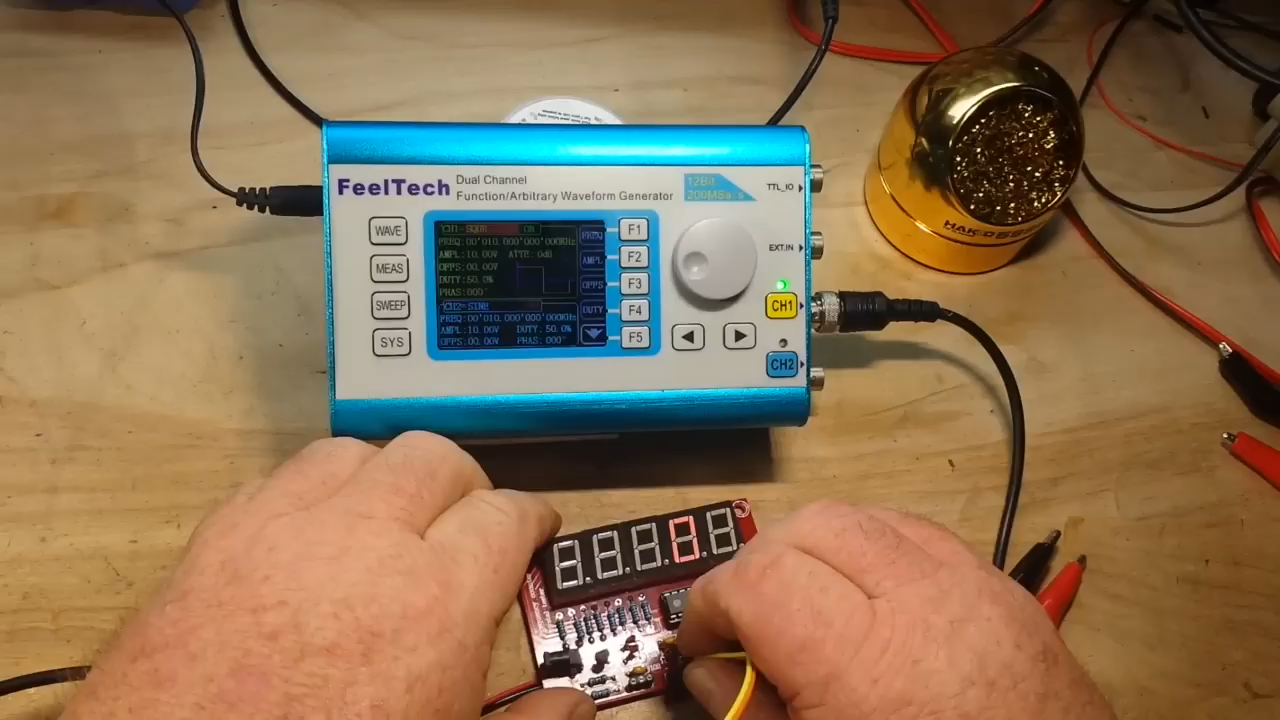 FeelTech
Dual Channel
Function/Arbitrary Waveform Generator
12Bit
200MSa/s
TTL_IO
EXT.IN
WAVE
MEAS
SWEEP
SYS
F1
F2
F3
F4
F5
CH1
CH2
CH1=SQUR ON
FREQ:00'010.000'000'000KHz
AMPL:10.00V ATTE: 0dB
OFFS:00.00V
DUTY:50.0%
PHAS:000°
CH2=SINE
FREQ:00'010.000'000'000KHz
AMPL:10.00V DUTY:50.0%
OFFS:00.00V PHAS:000°
FREQ
AMPL
OFFS
DUTY
0